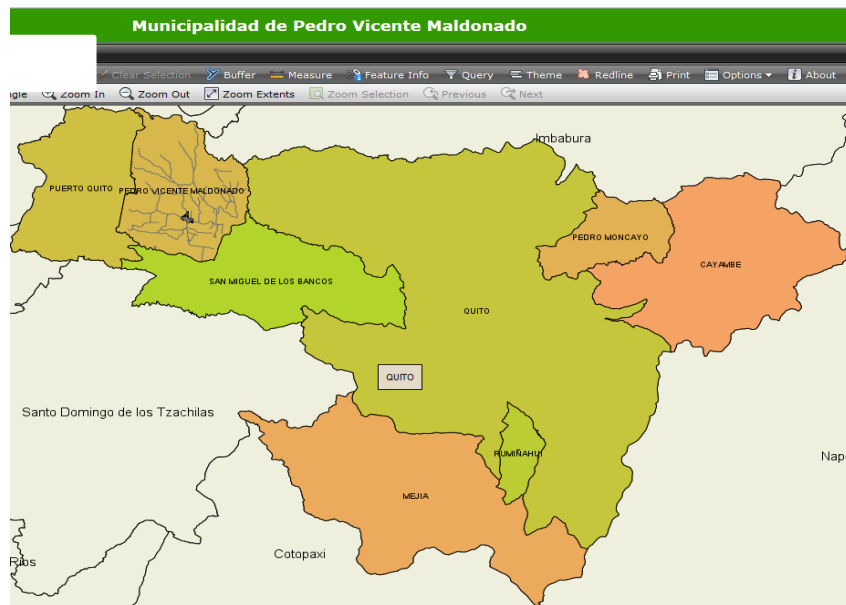 Municipalidad de Pedro Vicente Maldonado
Clear Selection Buffer Measure Feature Info Query Theme Redline Print Options About
Zoom In Zoom Out Zoom Extents Zoom Selection Previous Next
Imbabura
PUERTO QUITO PEDRO VICENTE MALDONADO
PEDRO MONCAYO
CAYAMBE
SAN MIGUEL DE LOS BANCOS
QUITO
QUITO
Santo Domingo de los Tzachilas
RUMIÑAHUI
MEJIA
Cotopaxi